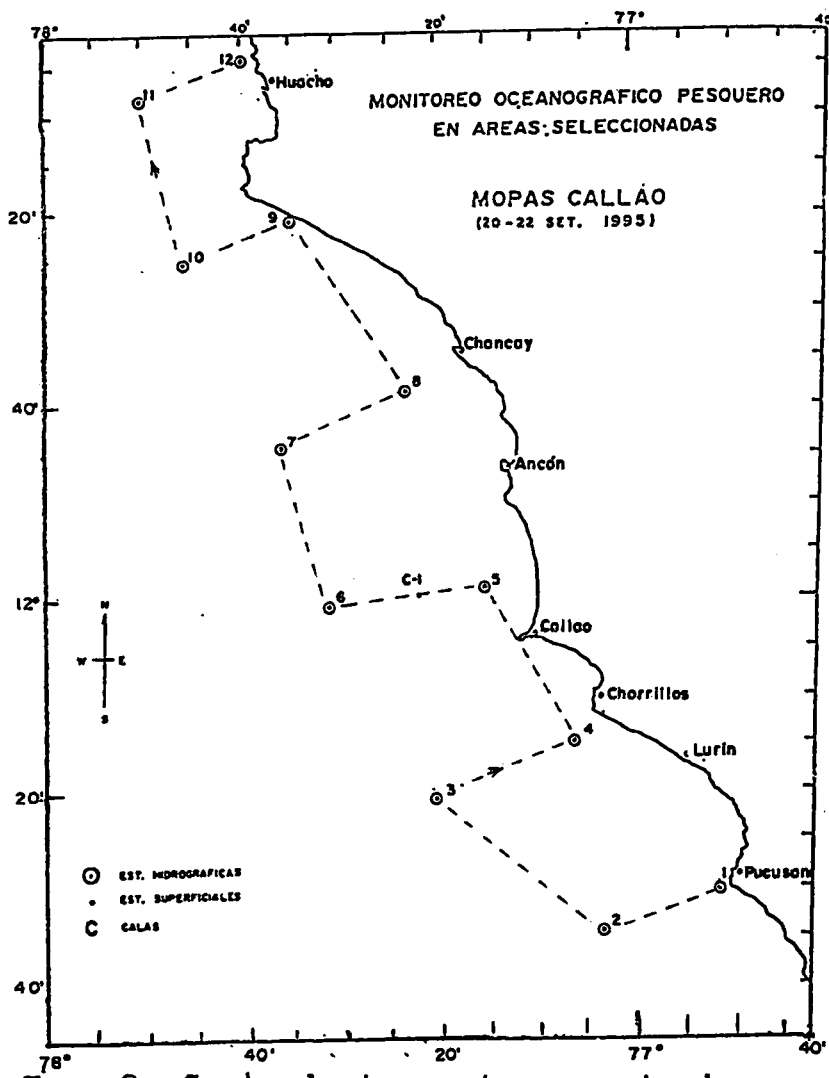 78° 40' 20' 77° 40'
12
11
Huacho
MONITOREO OCEANOGRAFICO PESQUERO
EN AREAS SELECCIONADAS
MOPAS CALLAO
(20-22 SET. 1995)
20'
9
10
Chancay
8
40'
7
Ancón
C-1
5
12°
6
N
Callao
W E
S
Chorrillos
4
Lurín
20'
3
EST. HIDROGRAFICAS
1
Pucusan
EST. SUPERFICIALES
C CALAS
2
40'
78° 40' 20' 77° 40'